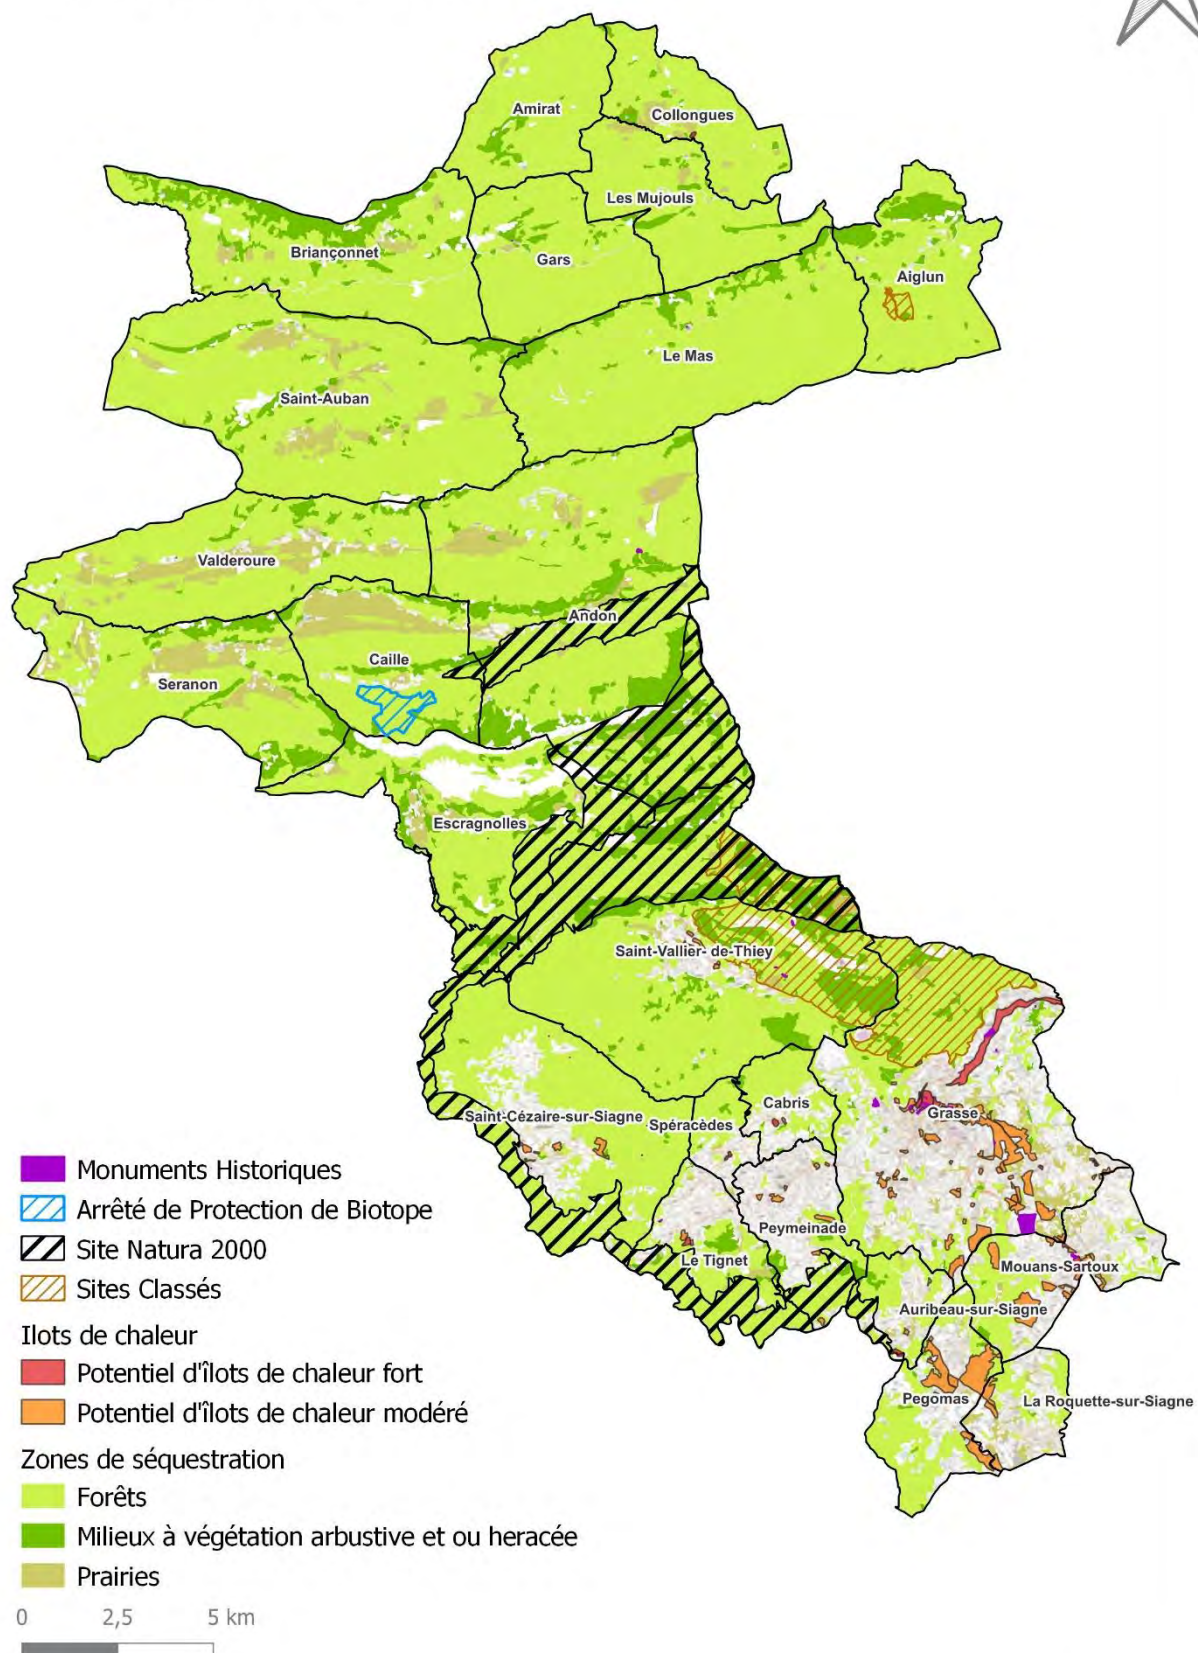 Amirat
Collongues
Les Mujouls
Briançonnet
Gars
Aiglun
Le Mas
Saint-Auban
Valderoure
Andon
Caille
Seranon
Escragnolles
Saint-Vallier- de-Thiey
Cabris
Grasse
Saint-Cézaire-sur-Siagne
Spéracèdes
Peymeinade
Le Tignet
Mouans-Sartoux
Auribeau-sur-Siagne
Pegomas
La Roquette-sur-Siagne
Monuments Historiques
Arrêté de Protection de Biotope
Site Natura 2000
Sites Classés
Ilots de chaleur
Potentiel d'îlots de chaleur fort
Potentiel d'îlots de chaleur modéré
Zones de séquestration
Forêts
Milieux à végétation arbustive et ou heracée
Prairies
0 2,5 5 km